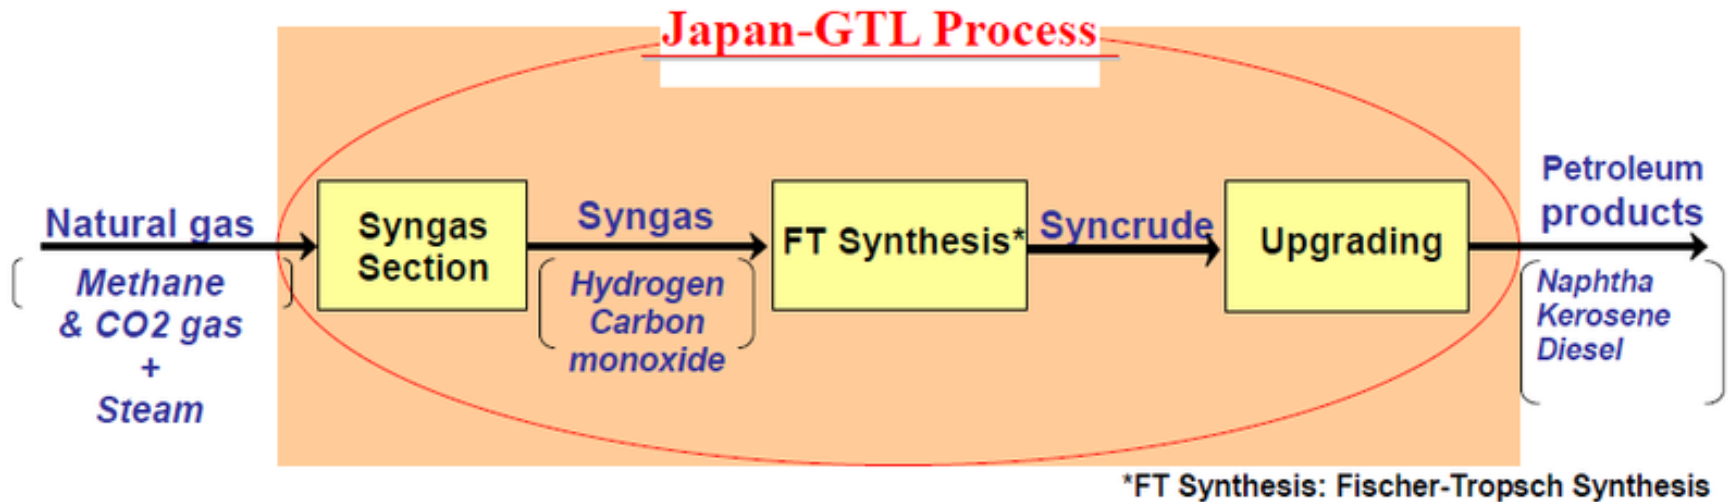 Japan-GTL Process
Natural gas
Methane
& CO2 gas
+
Steam
Syngas
Section
Syngas
Hydrogen
Carbon
monoxide
FT Synthesis*
Syncrude
Upgrading
Petroleum
products
Naphtha
Kerosene
Diesel
*FT Synthesis: Fischer-Tropsch Synthesis